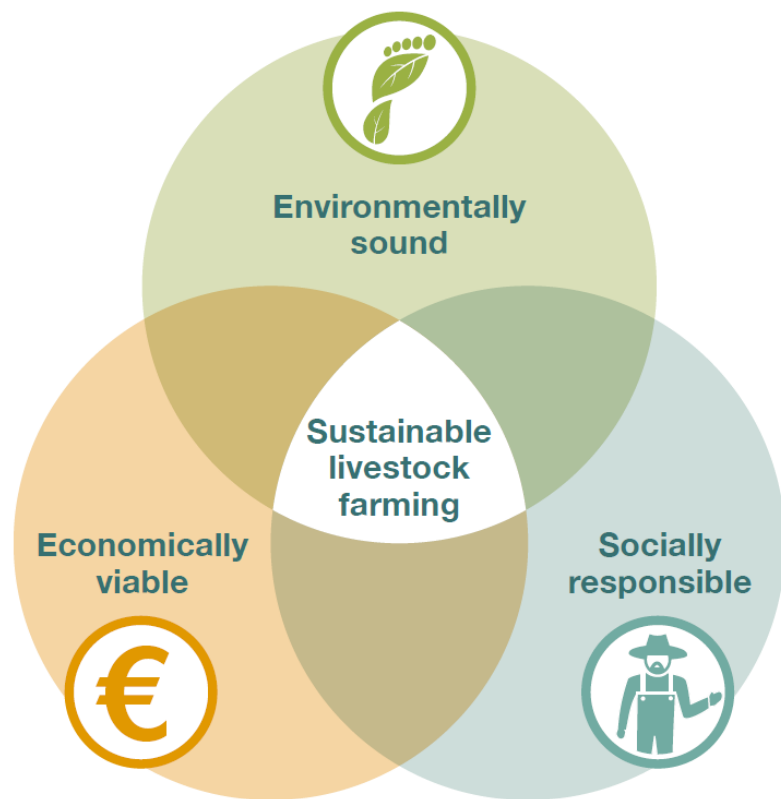 Environmentally
sound
Sustainable
livestock
farming
Economically
viable
Socially
responsible
€